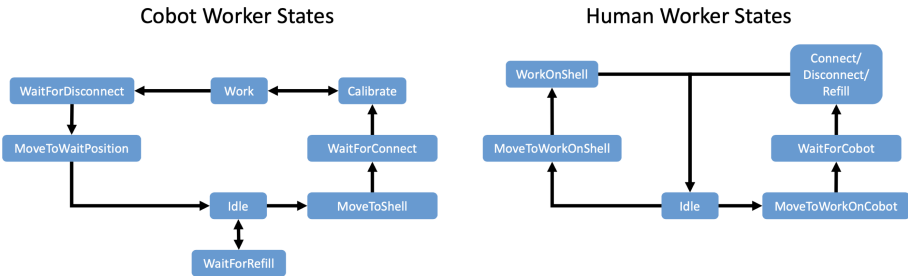 Cobot Worker States
WaitForDisconnect
Work
Calibrate
MoveToWaitPosition
WaitForConnect
Idle
MoveToShell
WaitForRefill
Human Worker States
WorkOnShell
Connect/
Disconnect/
Refill
MoveToWorkOnShell
WaitForCobot
Idle
MoveToWorkOnCobot